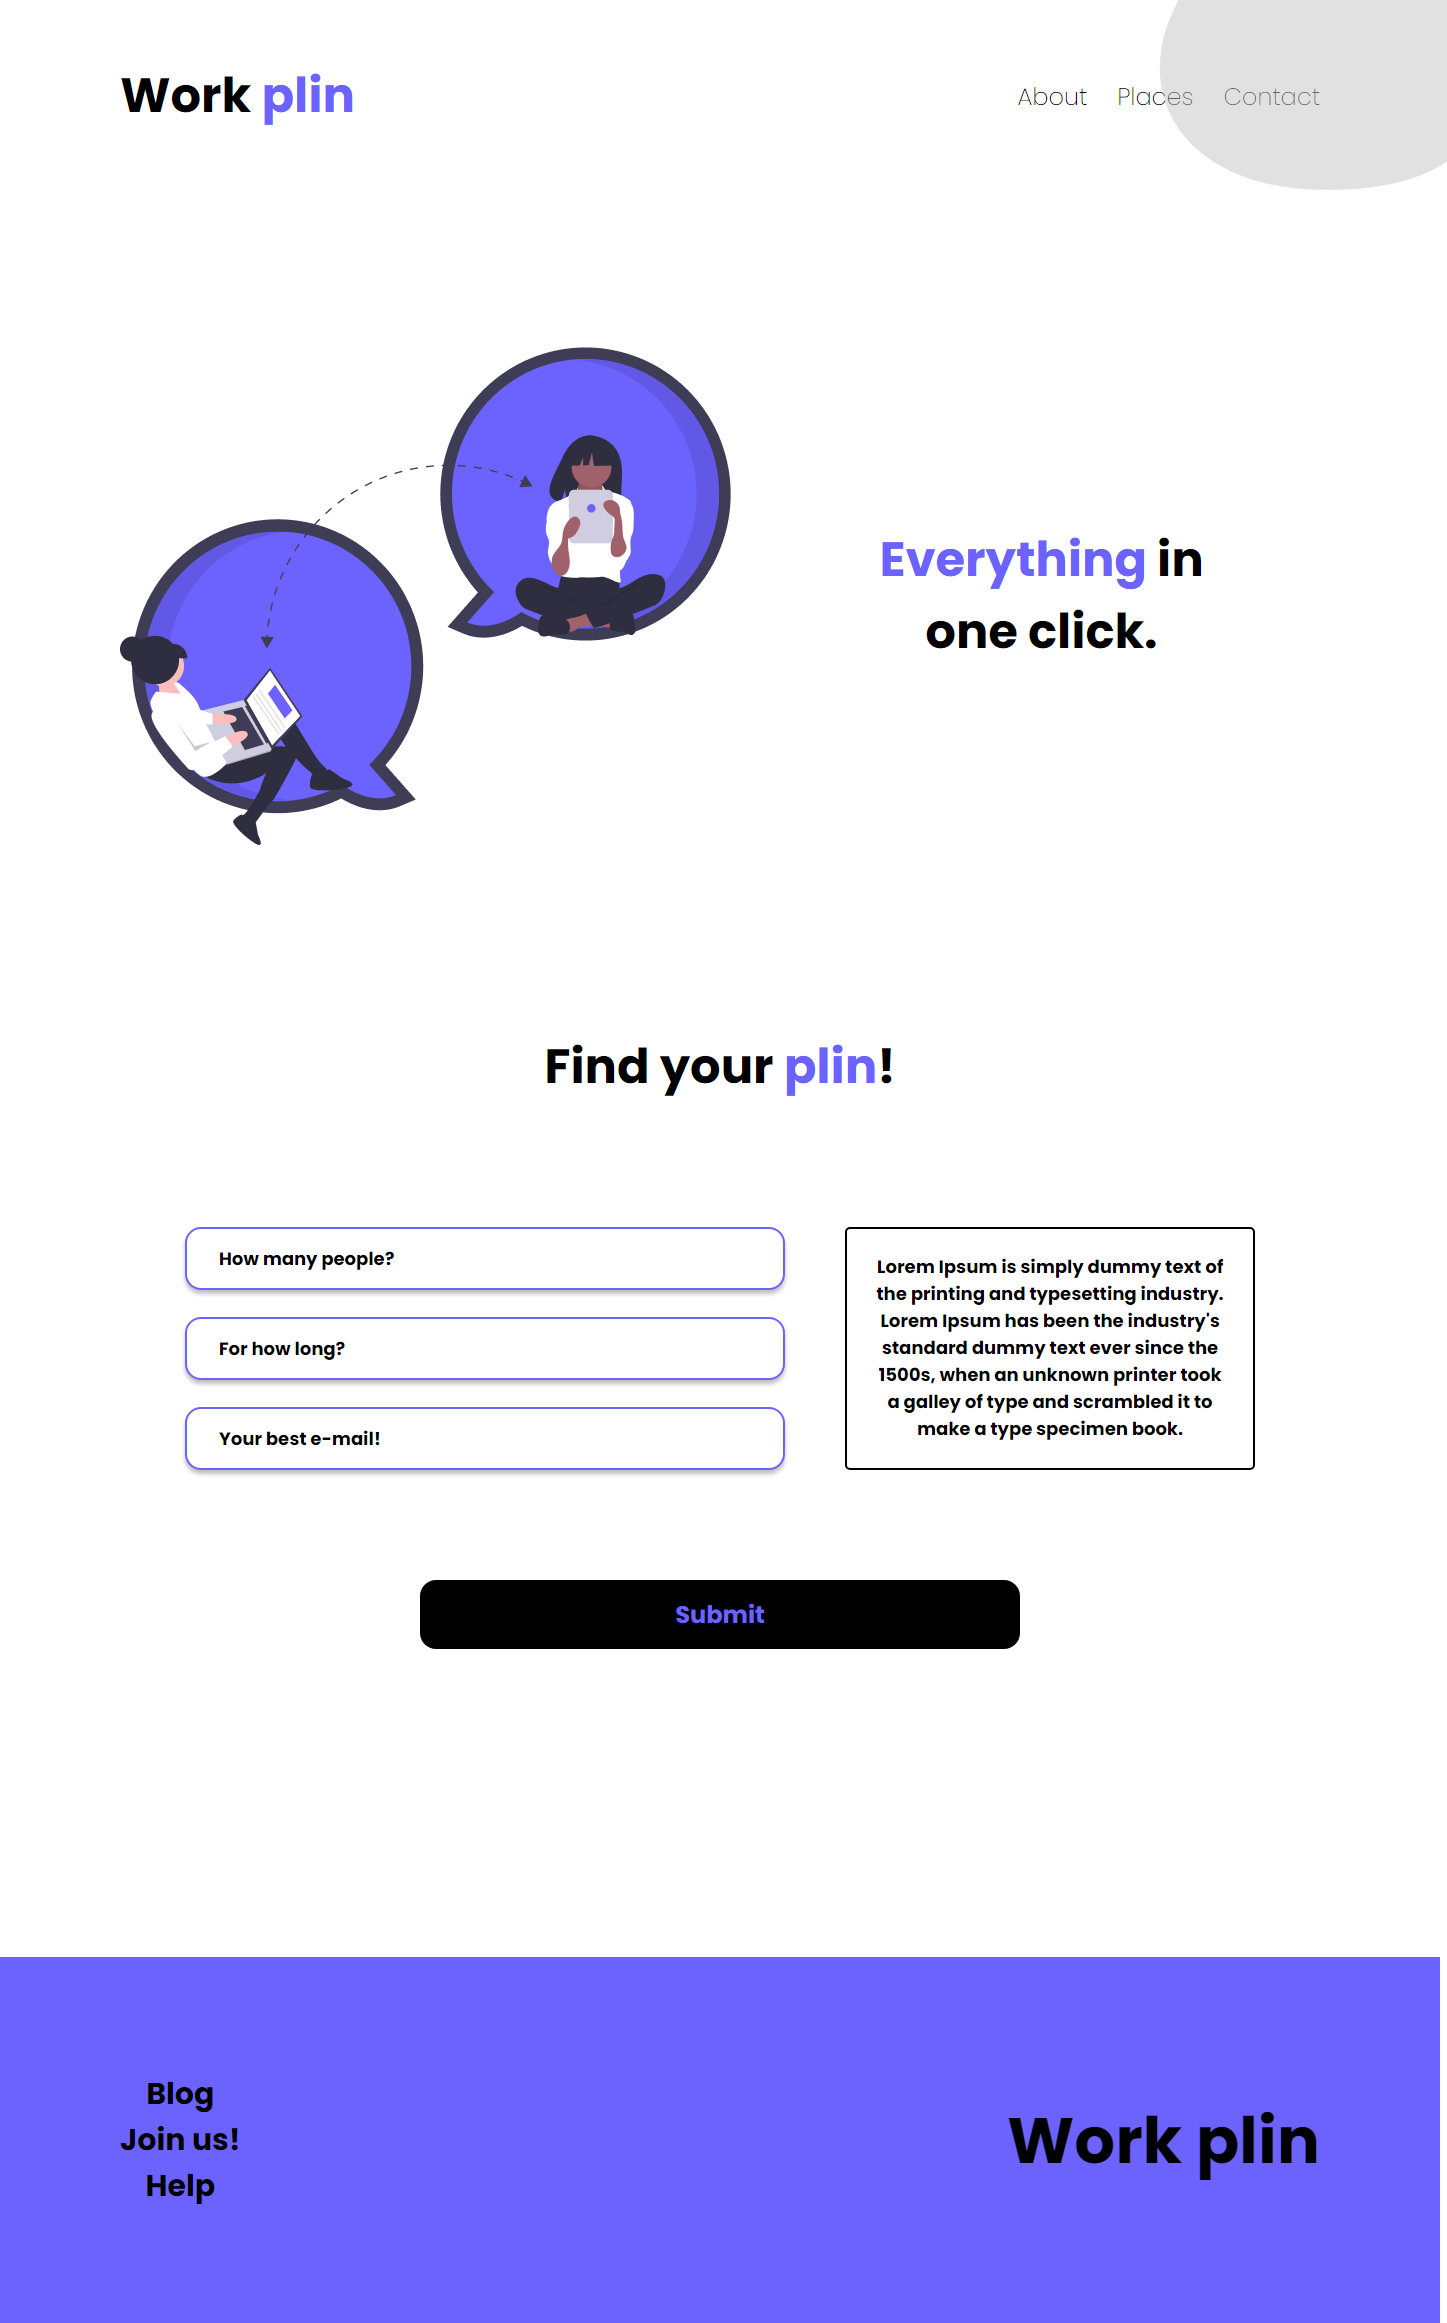 Work plin
About Places Contact
Everything in
one click.
Find your plin!
How many people?
For how long?
Your best e-mail!
Lorem Ipsum is simply dummy text of
the printing and typesetting industry.
Lorem Ipsum has been the industry's
standard dummy text ever since the
1500s, when an unknown printer took
a galley of type and scrambled it to
make a type specimen book.
Submit
Blog
Join us!
Help
Work plin